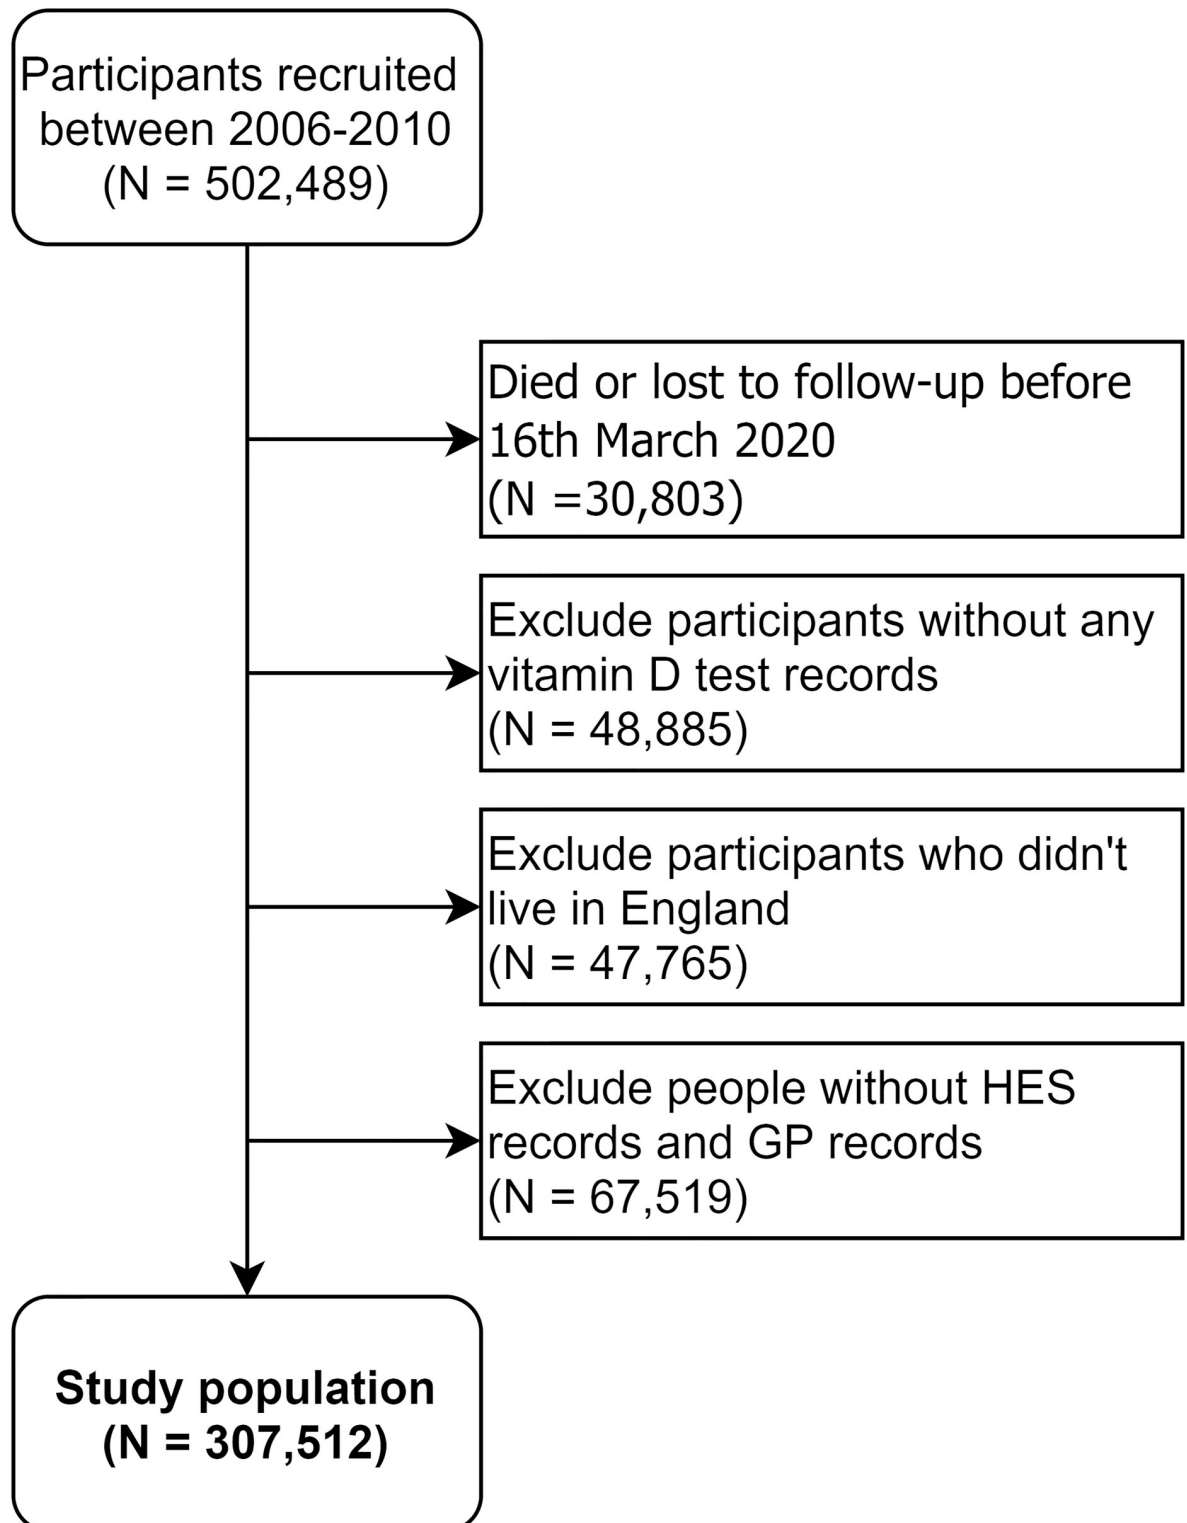 Participants recruited
between 2006-2010
(N = 502,489)
Died or lost to follow-up before
16th March 2020
(N =30,803)
Exclude participants without any
vitamin D test records
(N = 48,885)
Exclude participants who didn't
live in England
(N = 47,765)
Exclude people without HES
records and GP records
(N = 67,519)
Study population
(N = 307,512)